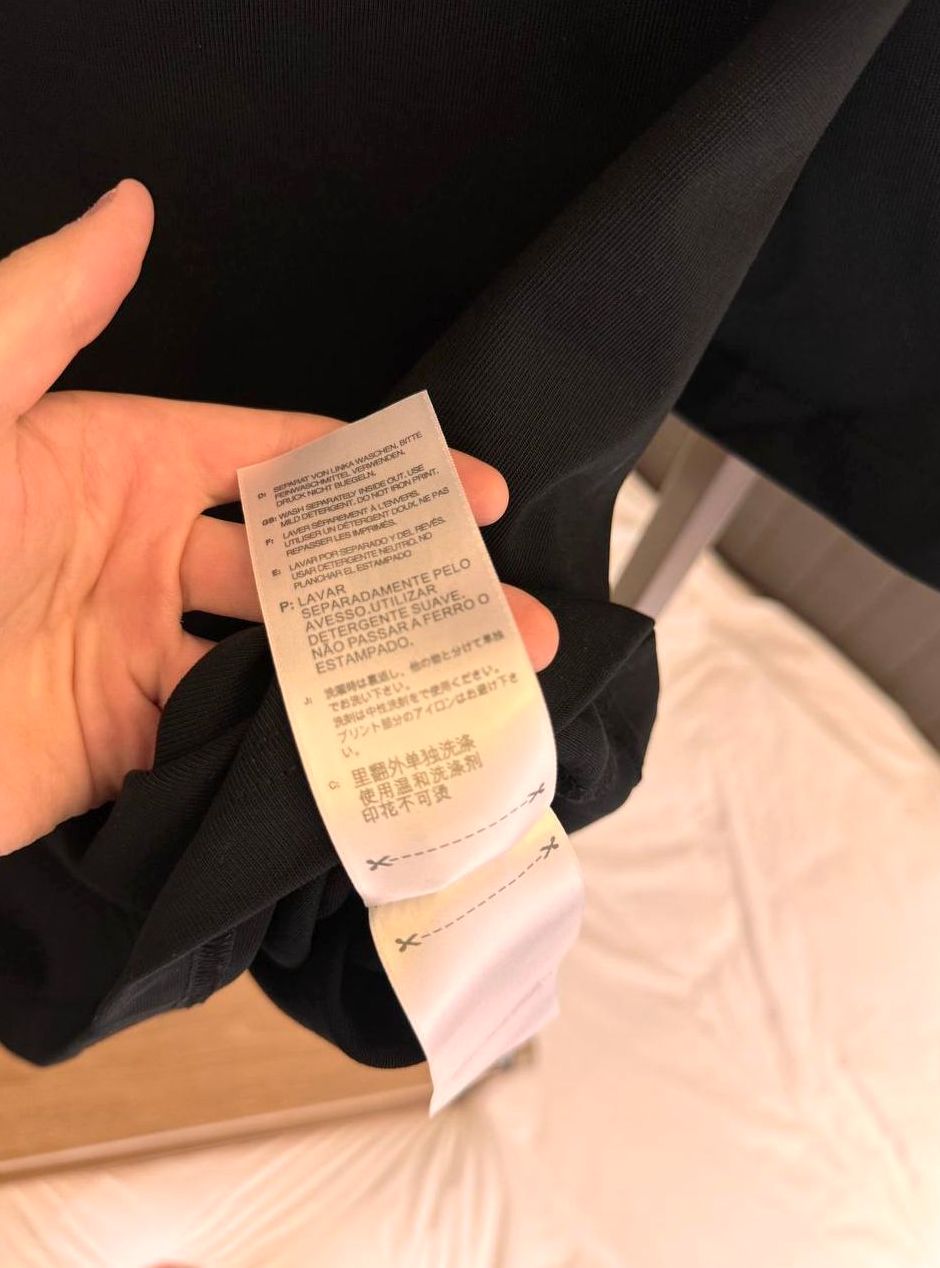 D: SEPARAT VON LINKA WASCHEN, BITTE
FEINWASCHMITTEL VERWENDEN.
DRUCK NICHT BUEGELN.
GB: WASH SEPARATELY INSIDE OUT, USE
MILD DETERGENT, DO NOT IRON PRINT.
F: LAVER SÉPARÉMENT À L'ENVERS.
UTILISER UN DÉTERGENT DOUX, NE PAS
REPASSER LES IMPRIMÉS.
E: LAVAR POR SEPARADO Y DEL REVÉS.
USAR DETERGENTE NEUTRO, NO
PLANCHAR EL ESTAMPADO
P: LAVAR
SEPARADAMENTE PELO
AVESSO.UTILIZAR
DETERGENTE SUAVE.
NÃO PASSAR A FERRO O
ESTAMPADO.
J: 洗濯時は裏返し、他の物と分けて単独
でお洗い下さい。
洗剤は中性洗剤をで使用ください。
プリント部分のアイロンはお避け下さ
い。
C: 里翻外单独洗涤
使用温和洗涤剂
印花不可烫